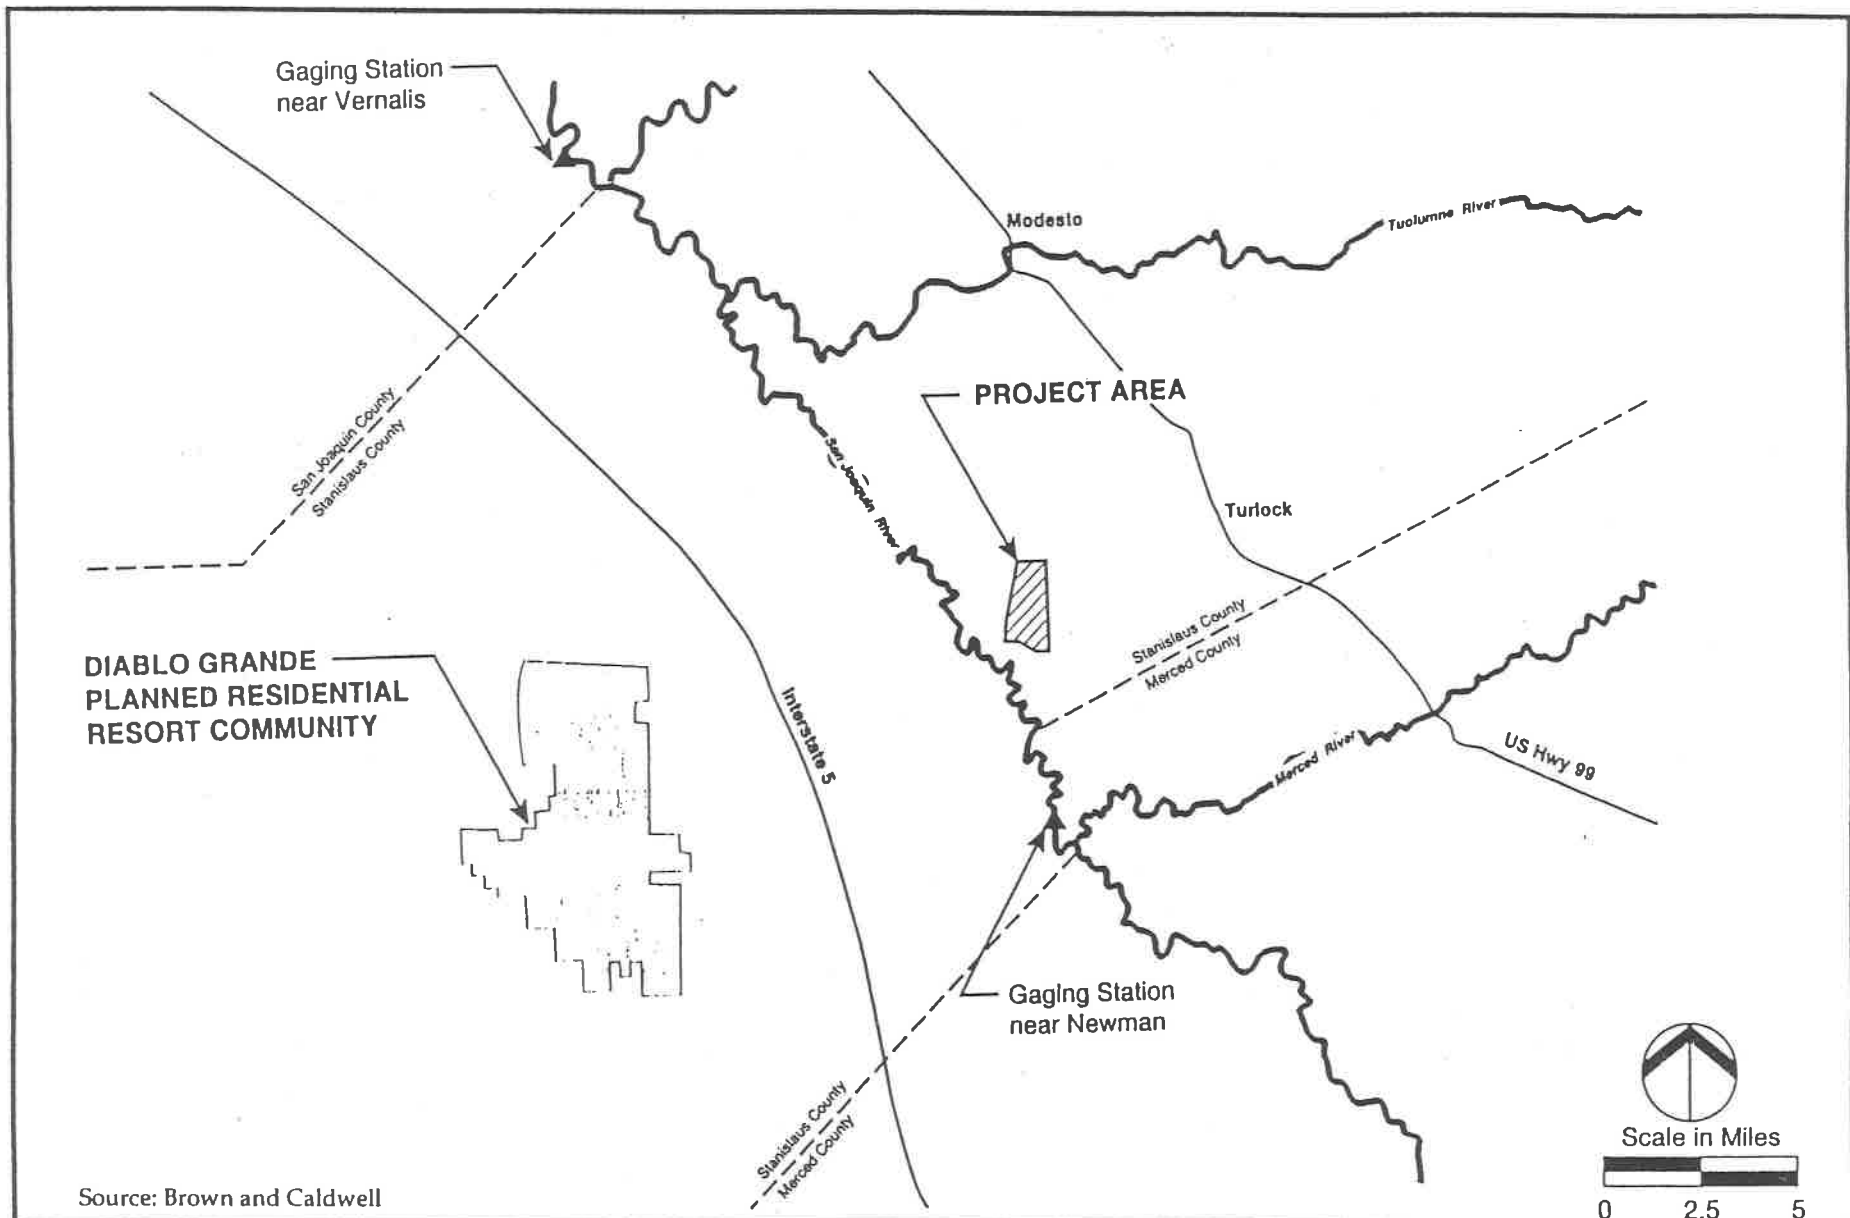 Gaging Station
near Vernalis
Modesto
Tuolumne River
PROJECT AREA
San Joaquin County
Stanislaus County
San Joaquin River
Turlock
Stanislaus County
Merced County
DIABLO GRANDE
PLANNED RESIDENTIAL
RESORT COMMUNITY
Interstate 5
Merced River
US Hwy 99
Gaging Station
near Newman
Stanislaus County
Merced County
Scale in Miles
0 2.5 5
Source: Brown and Caldwell